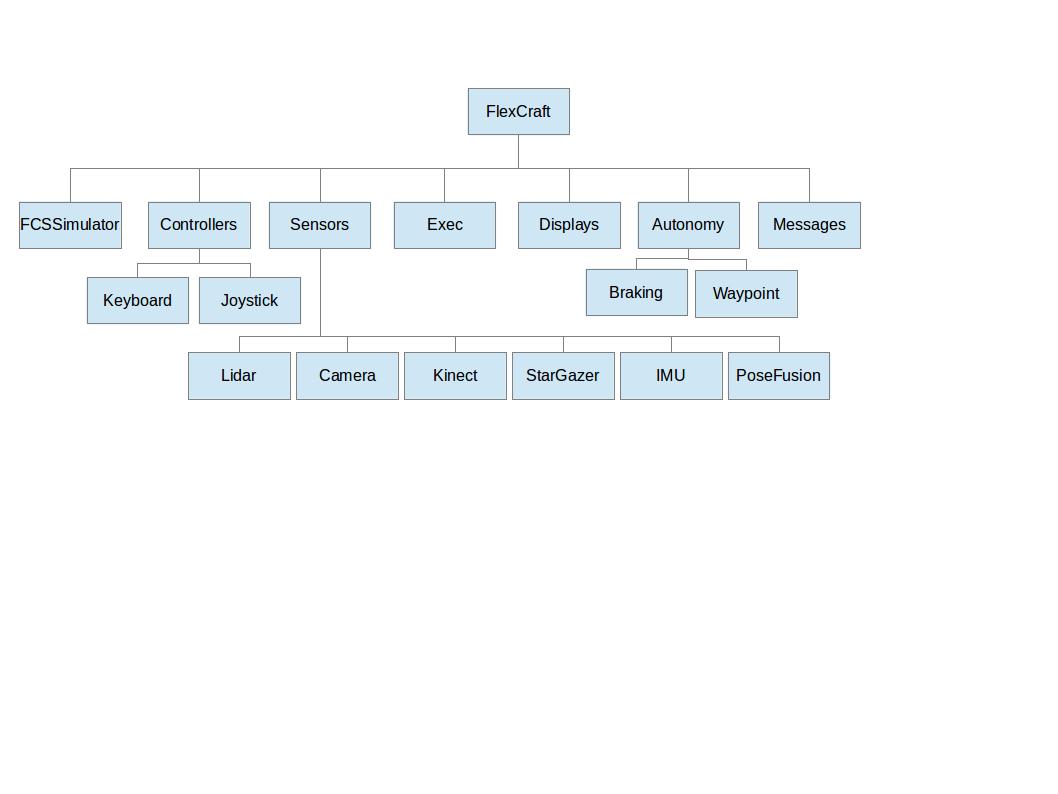 FlexCraft
FCSSimulator
Controllers
Sensors
Exec
Displays
Autonomy
Messages
Keyboard
Joystick
Braking
Waypoint
Lidar
Camera
Kinect
StarGazer
IMU
PoseFusion